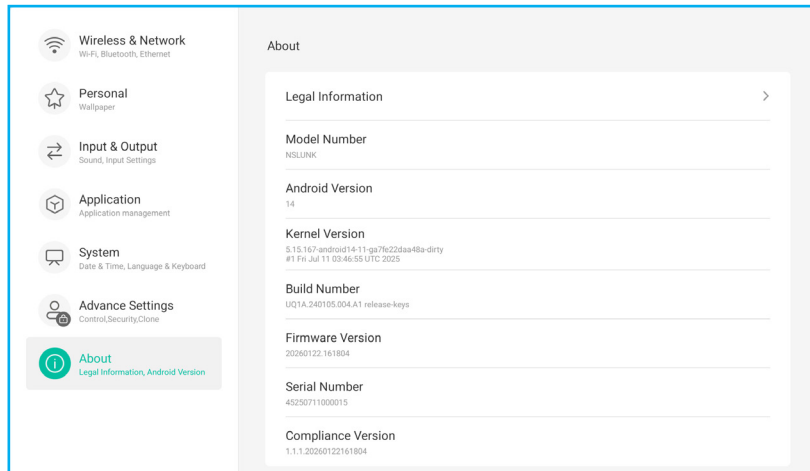 Wireless & Network
Wi-Fi, Bluetooth, Ethernet
Personal
Wallpaper
Input & Output
Sound, Input Settings
Application
Application management
System
Date & Time, Language & Keyboard
Advance Settings
Control,Security,Clone
About
Legal Information, Android Version
About
Legal Information
Model Number
NSLUNK
Android Version
14
Kernel Version
5.15.167-android14-11-ga7fe22daa48a-dirty
#1 Fri Jul 11 03:46:55 UTC 2025
Build Number
UQ1A.240105.004.A1 release-keys
Firmware Version
20260122.161804
Serial Number
45250711000015
Compliance Version
1.1.1.20260122161804